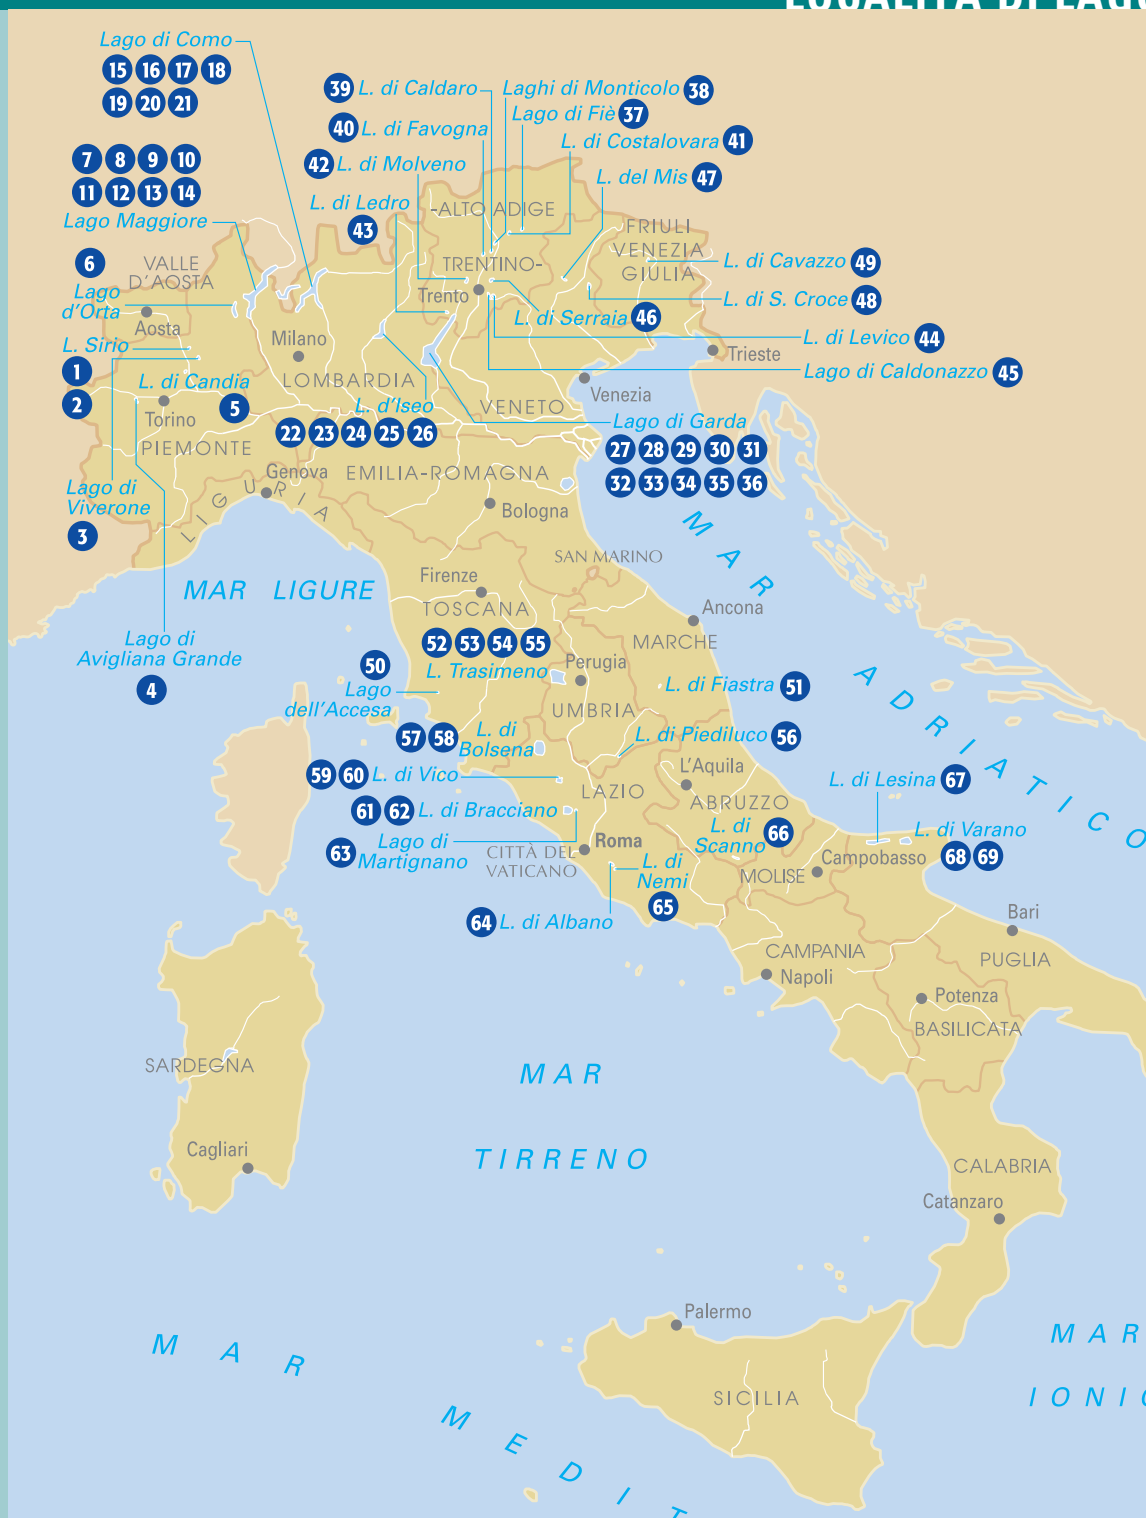 LOCALITÀ DI LAGO
Lago di Como
15 16 17 18
19 20 21
7 8 9 10
11 12 13 14
Lago Maggiore
6
Lago
d'Orta
VALLE
D'AOSTA
Aosta
L. Sirio
1
2
L. di Candia
5
Torino
PIEMONTE
Lago di
Viverone
3
Lago di
Avigliana Grande
4
39 L. di Caldaro
40 L. di Favogna
42 L. di Molveno
L. di Ledro
43
Laghi di Monticolo 38
Lago di Fiè 37
L. di Costalovara 41
L. del Mis 47
-ALTO ADIGE
TRENTINO-
Trento
FRIULI
VENEZIA
GIULIA
L. di Cavazzo 49
L. di S. Croce 48
L. di Serraia 46
L. di Levico 44
Lago di Caldonazzo 45
Trieste
Milano
LOMBARDIA
L. d'Iseo
22 23 24 25 26
VENETO
Venezia
Lago di Garda
27 28 29 30 31
32 33 34 35 36
Genova
LIGURIA
EMILIA-ROMAGNA
Bologna
SAN MARINO
MAR LIGURE
Firenze
TOSCANA
52 53 54 55
L. Trasimeno
Perugia
UMBRIA
Ancona
MARCHE
L. di Fiastra 51
50
Lago
dell'Accesa
57 58 L. di
Bolsena
L. di Piediluco 56
59 60 L. di Vico
61 62 L. di Bracciano
63 Lago di
Martignano
LAZIO
Roma
CITTÀ DEL
VATICANO
L'Aquila
ABRUZZO
L. di
Scanno 66
L. di
Nemi
65
64 L. di Albano
L. di Lesina 67
L. di Varano
68 69
Campobasso
MOLISE
MAR ADRIATICO
CAMPANIA
Napoli
Bari
PUGLIA
Potenza
BASILICATA
SARDEGNA
Cagliari
MAR
TIRRENO
CALABRIA
Catanzaro
Palermo
SICILIA
MAR
IONIO
MAR MEDIT